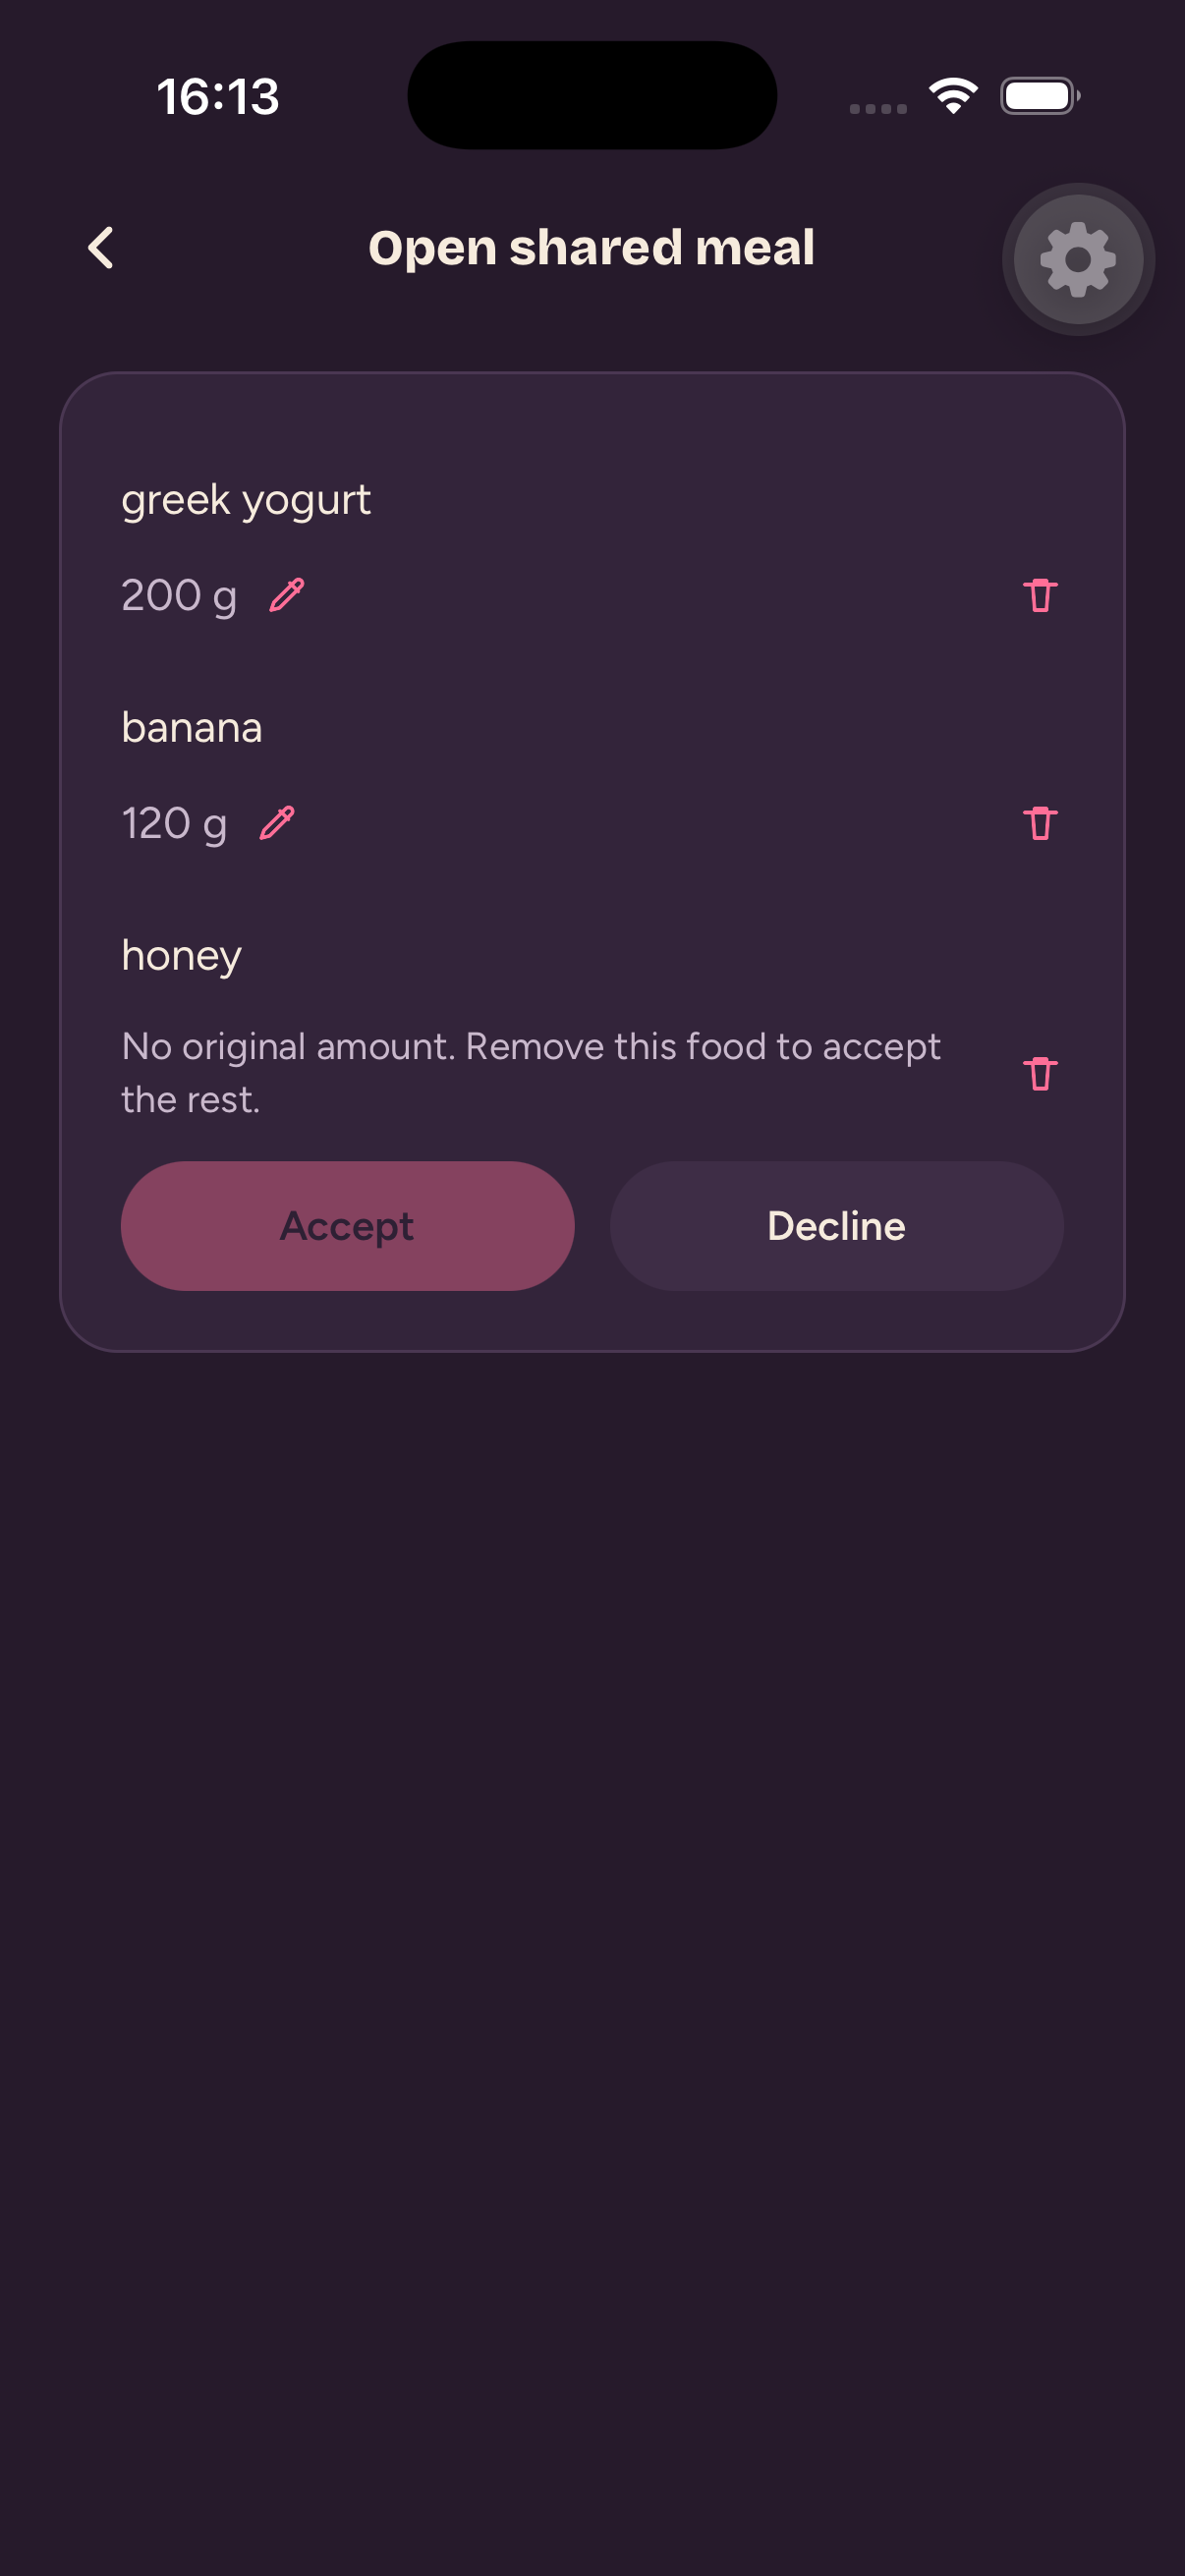 16:13
Open shared meal
greek yogurt
200 g
banana
120 g
honey
No original amount. Remove this food to accept
the rest.
Accept
Decline